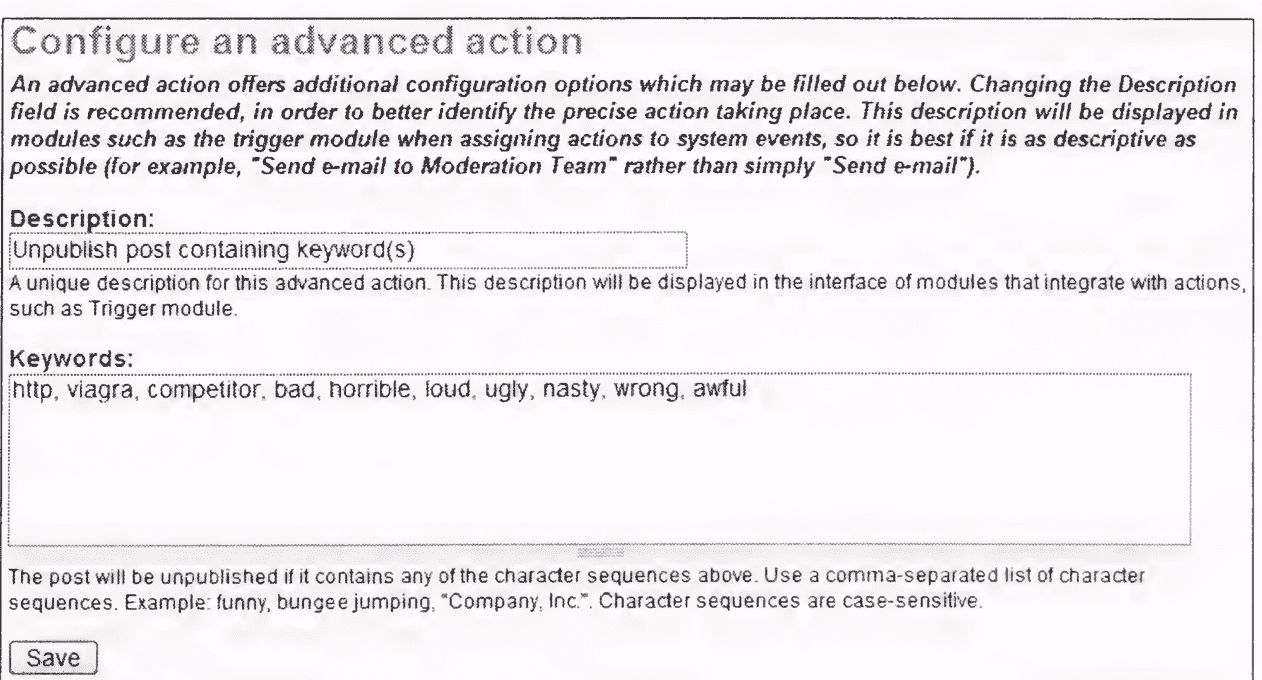 Configure an advanced action
An advanced action offers additional configuration options which may be filled out below. Changing the Description
field is recommended, in order to better identify the precise action taking place. This description will be displayed in
modules such as the trigger module when assigning actions to system events, so it is best if it is as descriptive as
possible (for example, "Send e-mail to Moderation Team" rather than simply "Send e-mail").
Description:
Unpublish post containing keyword(s)
A unique description for this advanced action. This description will be displayed in the interface of modules that integrate with actions,
such as Trigger module.
Keywords:
http, viagra, competitor, bad, horrible, loud, ugly, nasty, wrong, awful
The post will be unpublished if it contains any of the character sequences above. Use a comma-separated list of character
sequences. Example: funny, bungee jumping, "Company, Inc.". Character sequences are case-sensitive.
Save